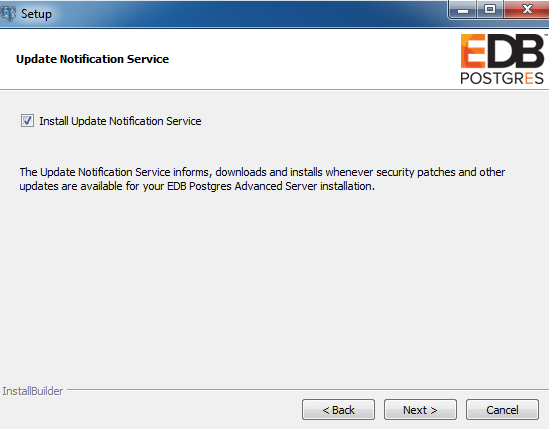 Setup
Update Notification Service
EDB
POSTGRES
Install Update Notification Service
The Update Notification Service informs, downloads and installs whenever security patches and other
updates are available for your EDB Postgres Advanced Server installation.
InstallBuilder
< Back
Next >
Cancel